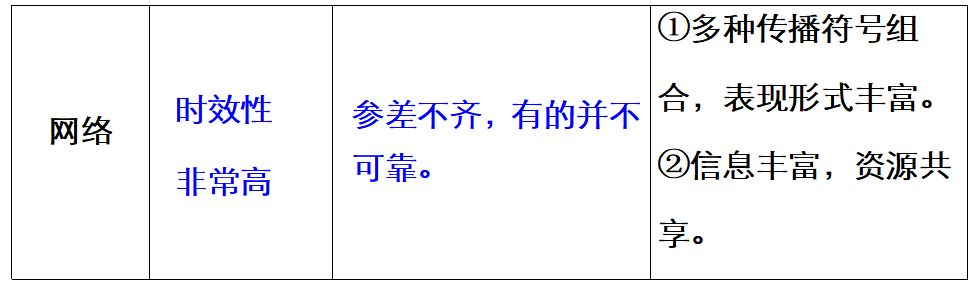 网络
时效性
非常高
参差不齐，有的并不
可靠。
①多种传播符号组
合，表现形式丰富。
②信息丰富，资源共
享。